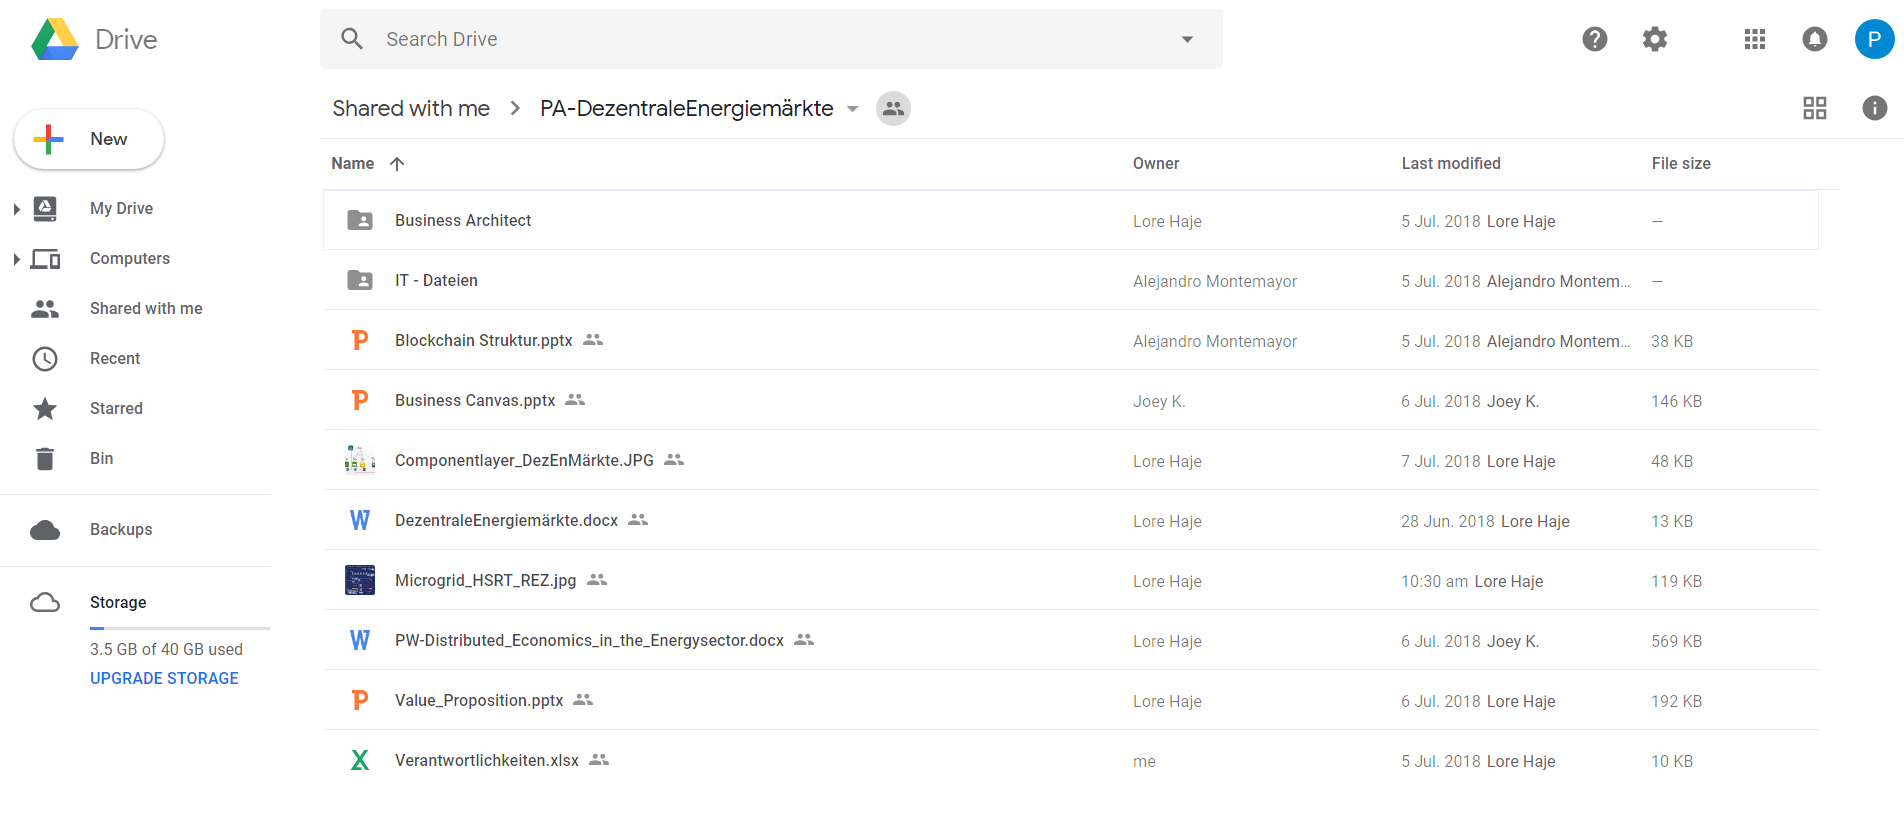 Drive
Search Drive
P
Shared with me > PA-DezentraleEnergiemärkte
New
My Drive
Computers
Shared with me
Recent
Starred
Bin
Backups
Storage
3.5 GB of 40 GB used
UPGRADE STORAGE
Name Owner Last modified File size
Business Architect Lore Haje 5 Jul. 2018 Lore Haje —
IT - Dateien Alejandro Montemayor 5 Jul. 2018 Alejandro Montem... —
Blockchain Struktur.pptx Alejandro Montemayor 5 Jul. 2018 Alejandro Montem... 38 KB
Business Canvas.pptx Joey K. 6 Jul. 2018 Joey K. 146 KB
Componentlayer_DezEnMärkte.JPG Lore Haje 7 Jul. 2018 Lore Haje 48 KB
DezentraleEnergiemärkte.docx Lore Haje 28 Jun. 2018 Lore Haje 13 KB
Microgrid_HSRT_REZ.jpg Lore Haje 10:30 am Lore Haje 119 KB
PW-Distributed_Economics_in_the_Energysector.docx Lore Haje 6 Jul. 2018 Joey K. 569 KB
Value_Proposition.pptx Lore Haje 6 Jul. 2018 Lore Haje 192 KB
Verantwortlichkeiten.xlsx me 5 Jul. 2018 Lore Haje 10 KB